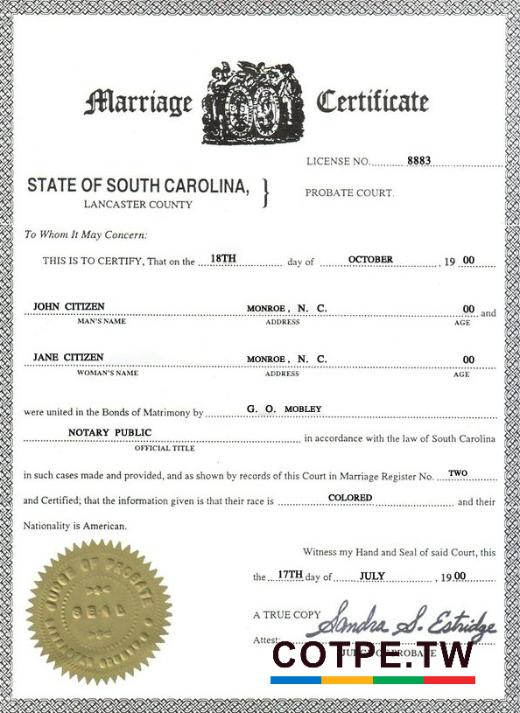 Marriage Certificate
LICENSE NO. 8883
STATE OF SOUTH CAROLINA, }
LANCASTER COUNTY
PROBATE COURT.
To Whom It May Concern:
THIS IS TO CERTIFY, That on the 18TH day of OCTOBER, 19 00
JOHN CITIZEN MONROE, N. C. 00 and
MAN'S NAME ADDRESS AGE
JANE CITIZEN MONROE, N. C. 00
WOMAN'S NAME ADDRESS AGE
were united in the Bonds of Matrimony by G. O. MOBLEY
NOTARY PUBLIC in accordance with the law of South Carolina
OFFICIAL TITLE
in such cases made and provided, and as shown by records of this Court in Marriage Register No. TWO
and Certified; that the information given is that their race is COLORED and their
Nationality is American.
Witness my Hand and Seal of said Court, this
the 17TH day of JULY, 19 00
A TRUE COPY Sandra S. Estridge
Attest:
JUDGE OF PROBATE
COTPE.TW
JUDGE OF PROBATE
SEAL